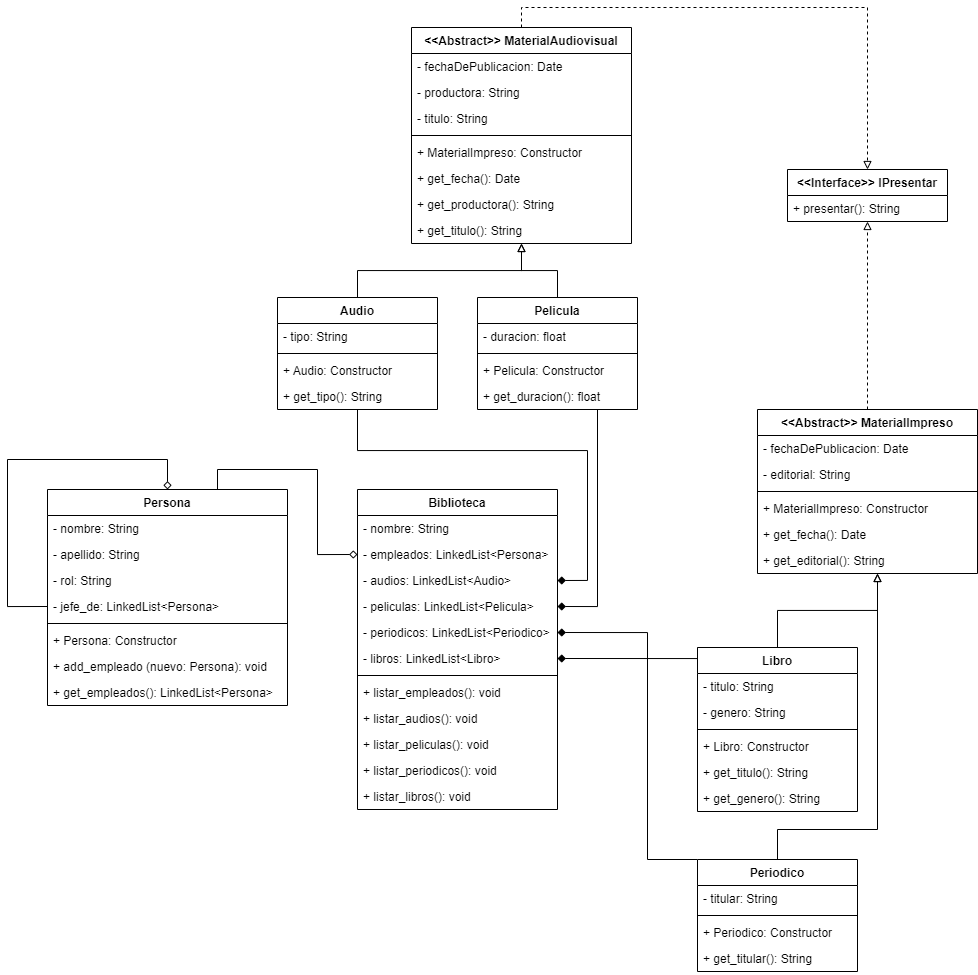 <<Abstract>> MaterialAudiovisual
- fechaDePublicacion: Date
- productora: String
- titulo: String
+ MaterialImpreso: Constructor
+ get_fecha(): Date
+ get_productora(): String
+ get_titulo(): String
<<Interface>> IPresentar
+ presentar(): String
Audio
- tipo: String
+ Audio: Constructor
+ get_tipo(): String
Pelicula
- duracion: float
+ Pelicula: Constructor
+ get_duracion(): float
<<Abstract>> MaterialImpreso
- fechaDePublicacion: Date
- editorial: String
+ MaterialImpreso: Constructor
+ get_fecha(): Date
+ get_editorial(): String
Persona
- nombre: String
- apellido: String
- rol: String
- jefe_de: LinkedList<Persona>
+ Persona: Constructor
+ add_empleado (nuevo: Persona): void
+ get_empleados(): LinkedList<Persona>
Biblioteca
- nombre: String
- empleados: LinkedList<Persona>
- audios: LinkedList<Audio>
- peliculas: LinkedList<Pelicula>
- periodicos: LinkedList<Periodico>
- libros: LinkedList<Libro>
+ listar_empleados(): void
+ listar_audios(): void
+ listar_peliculas(): void
+ listar_periodicos(): void
+ listar_libros(): void
Libro
- titulo: String
- genero: String
+ Libro: Constructor
+ get_titulo(): String
+ get_genero(): String
Periodico
- titular: String
+ Periodico: Constructor
+ get_titular(): String